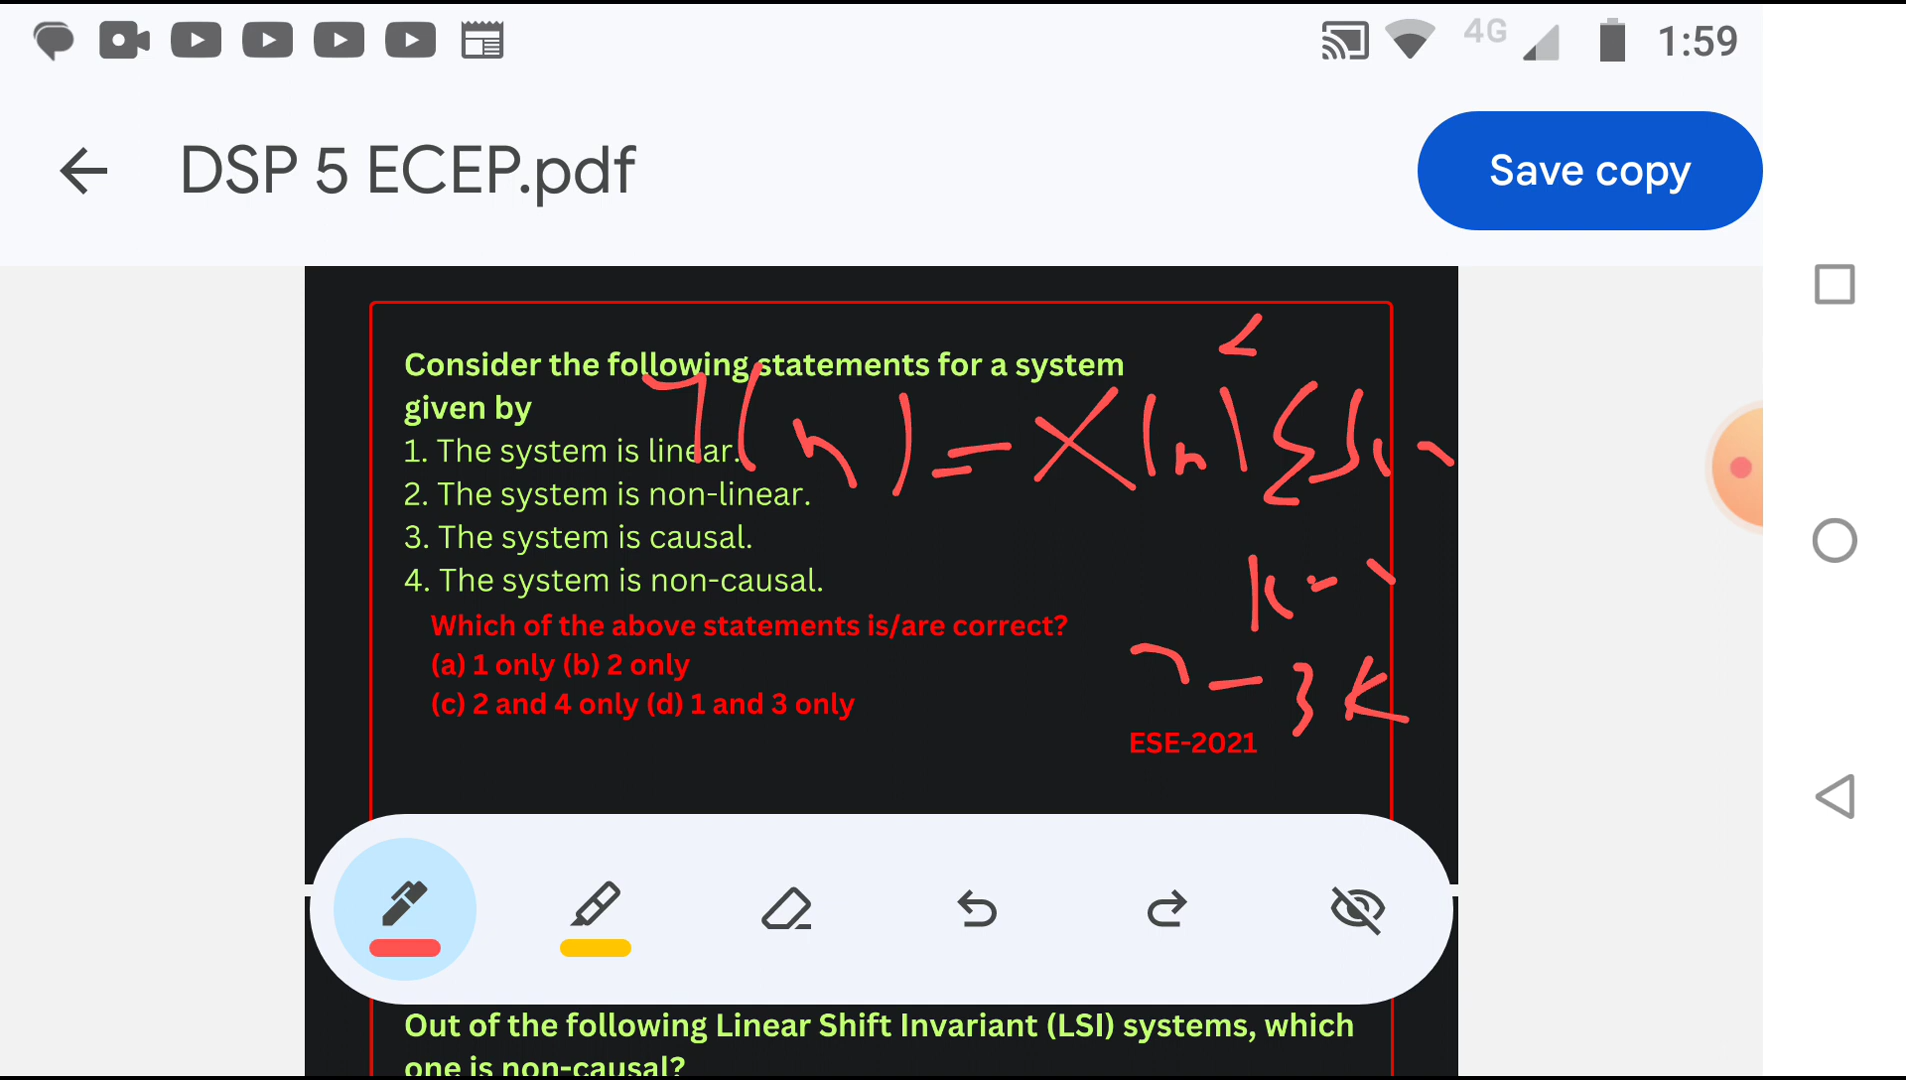 4G 1:59
DSP 5 ECEP.pdf
Save copy
Consider the following statements for a system
given by
1. The system is linear.
2. The system is non-linear.
3. The system is causal.
4. The system is non-causal.
Which of the above statements is/are correct?
(a) 1 only (b) 2 only
(c) 2 and 4 only (d) 1 and 3 only
ESE-2021
Out of the following Linear Shift Invariant (LSI) systems, which
one is non-causal?